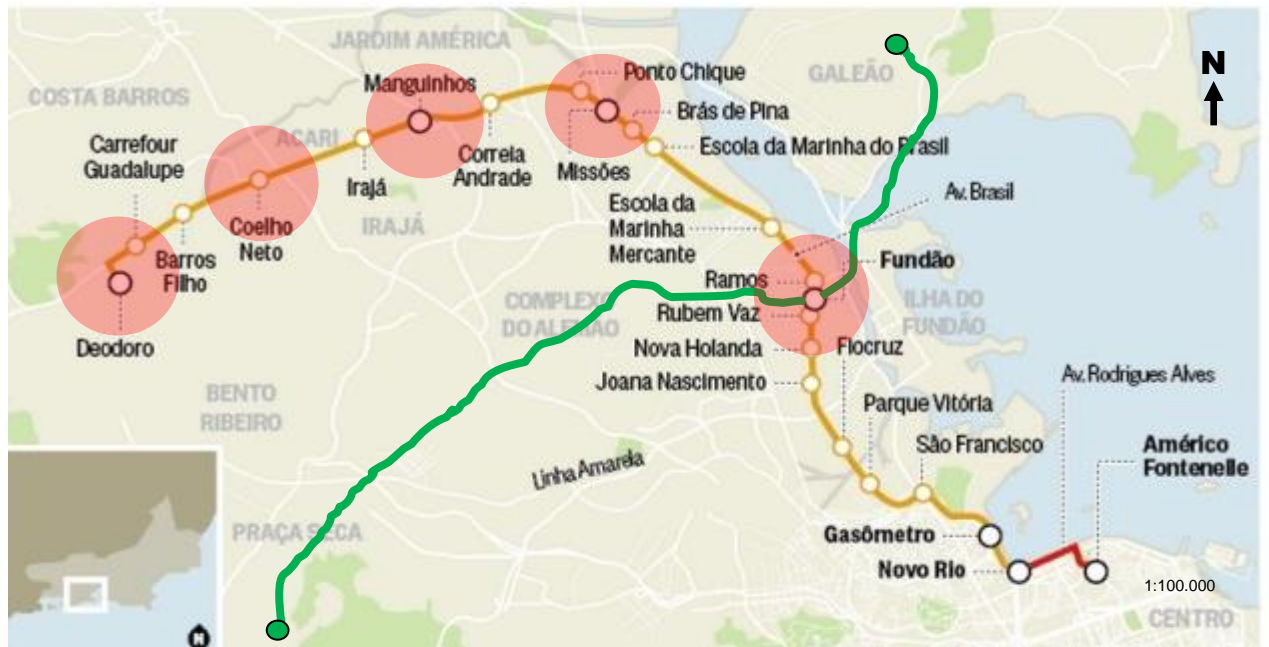 JARDIM AMÉRICA
N
Ponto Chique
GALEÃO
Manguinhos
COSTA BARROS
Brás de Pina
Carrefour
Guadalupe
ACARI
Escola da Marinha do Brasil
Correia
Andrade
Missões
Irajá
Av. Brasil
Escola da
Marinha
Mercante
Coelho
Neto
IRAJÁ
Barros
Filho
Fundão
Ramos
COMPLEXO
DO ALEMÃO
ILHA DO
FUNDÃO
Rubem Vaz
Deodoro
Nova Holanda
Fiocruz
Joana Nascimento
Av. Rodrigues Alves
BENTO
RIBEIRO
Parque Vitória
São Francisco
Américo
Fontenelle
Linha Amarela
PRAÇA SECA
Gasômetro
Novo Rio
1:100.000
CENTRO
N